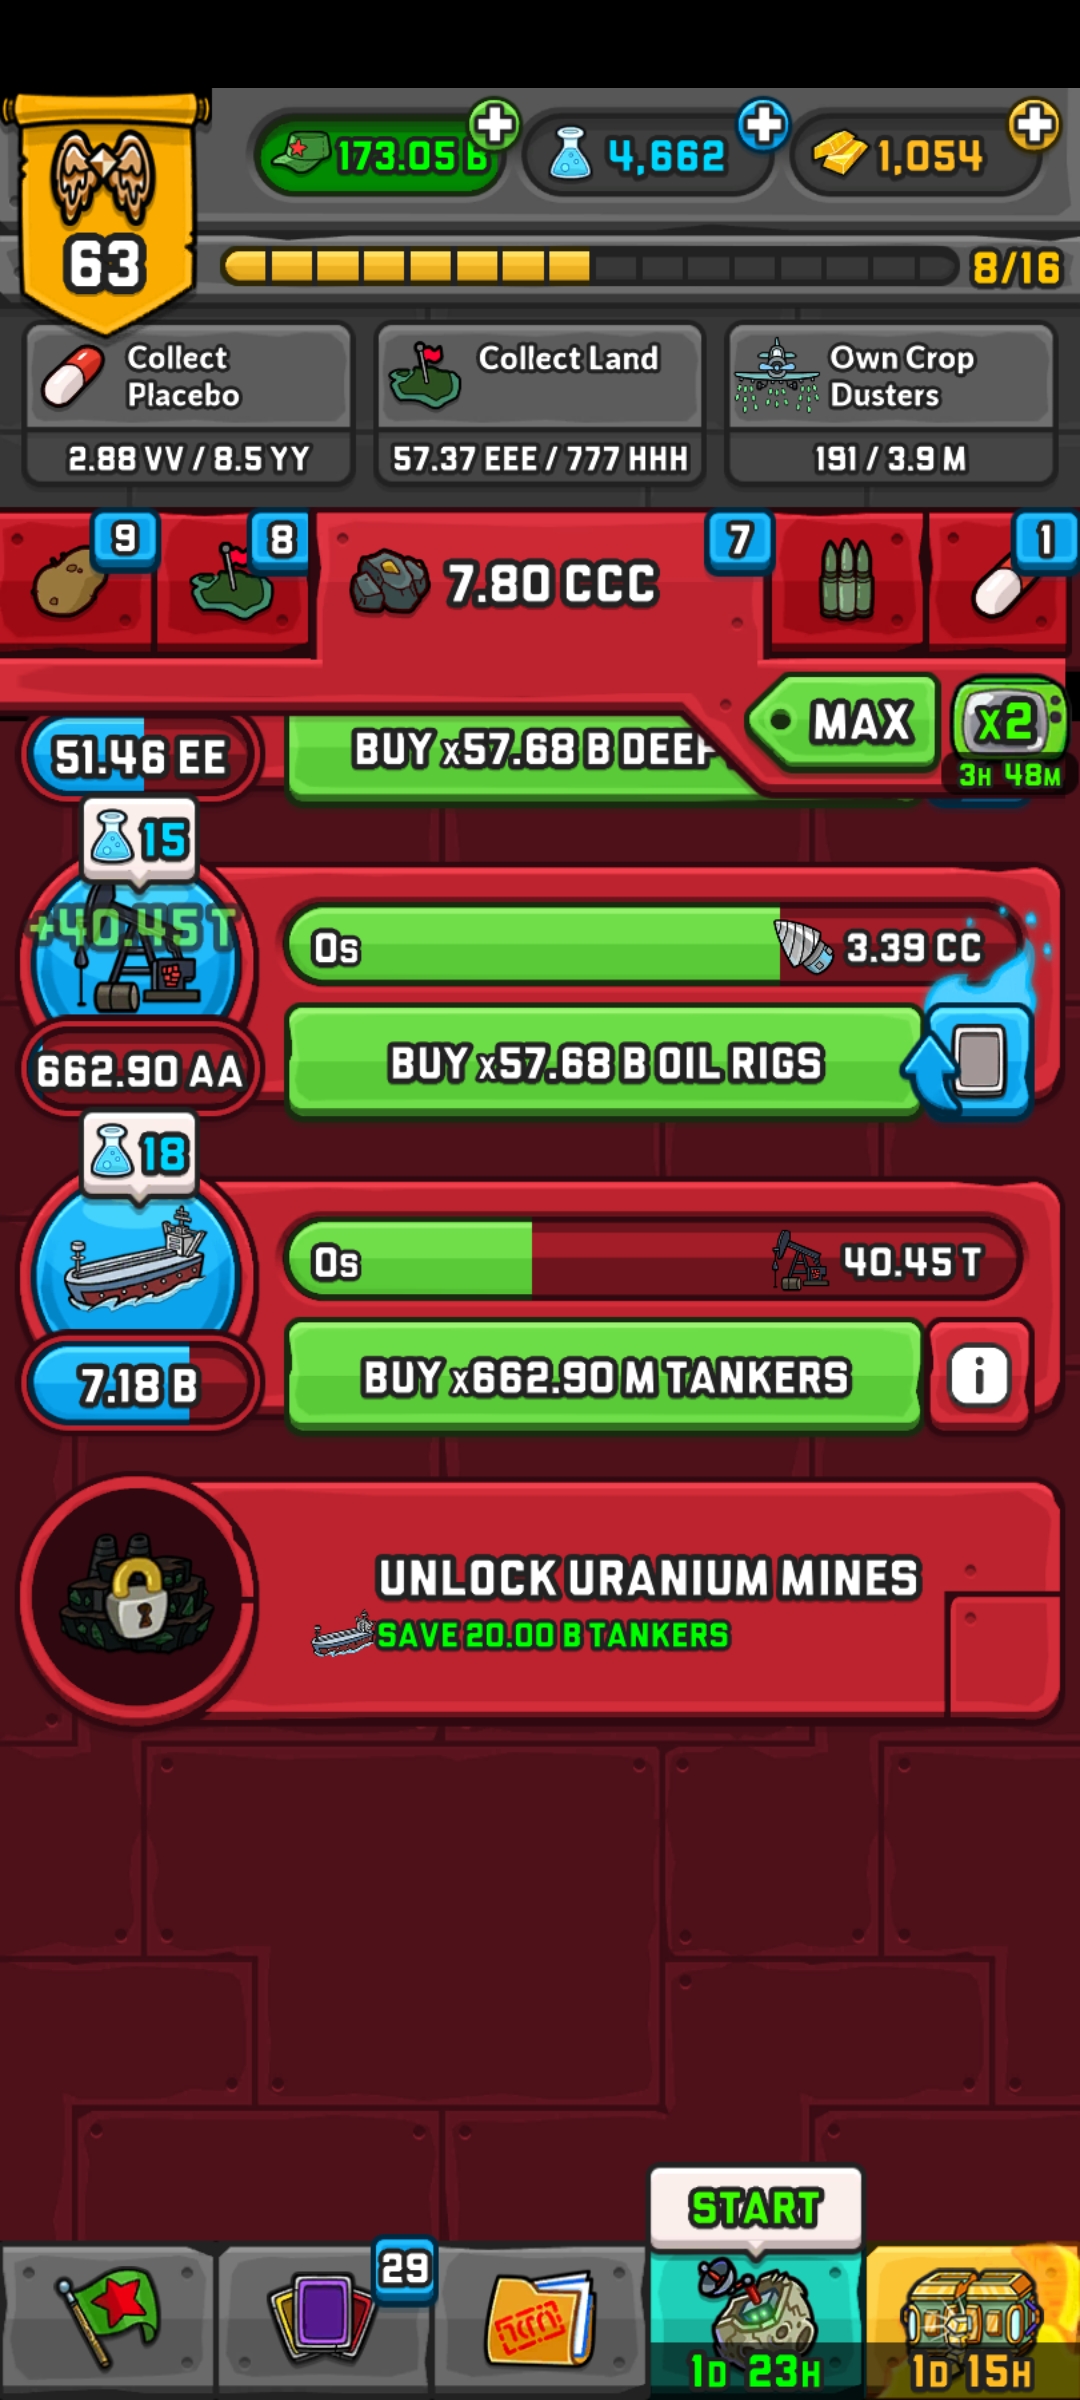 173.05 B
4,662
1,054
63
8/16
Collect Placebo
2.88 VV / 8.5 YY
Collect Land
57.37 EEE / 777 HHH
Own Crop Dusters
191 / 3.9 M
9
8
7.80 CCC
7
1
MAX
x2
3H 48M
51.46 EE
BUY x57.68 B DEEP
15
+40.45 T
0s
3.39 CC
662.90 AA
BUY x57.68 B OIL RIGS
18
0s
40.45 T
7.18 B
BUY x662.90 M TANKERS
i
UNLOCK URANIUM MINES
SAVE 20.00 B TANKERS
START
29
1D 23H
1D 15H